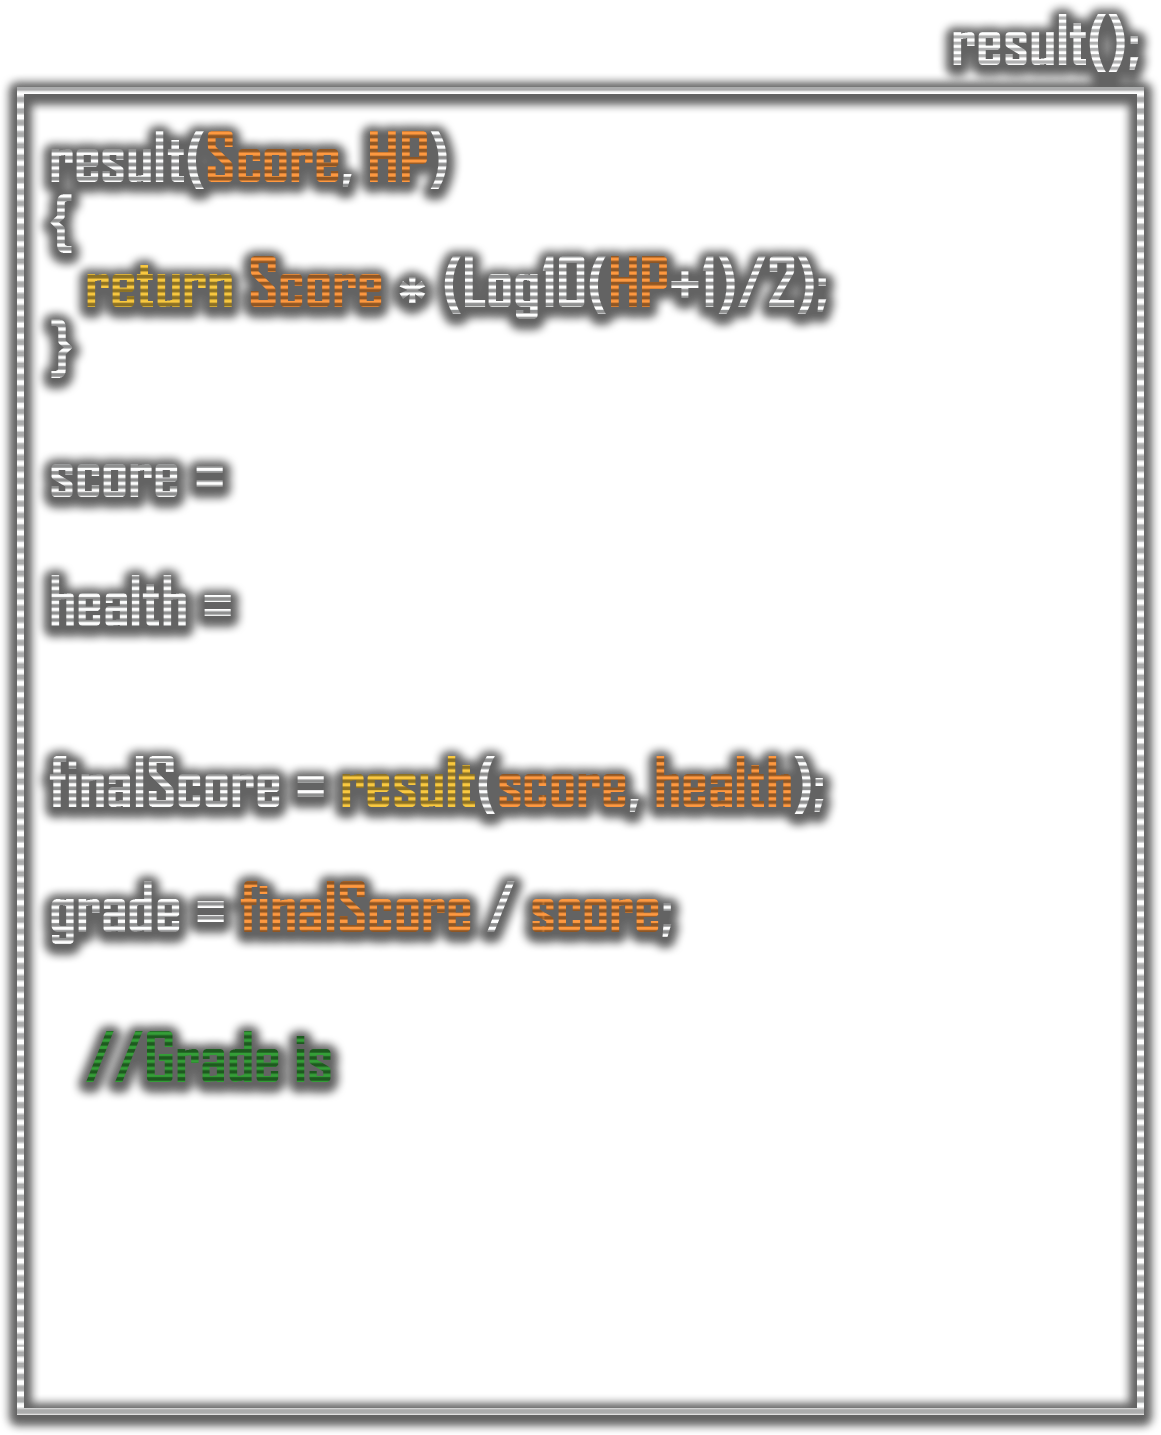 result();
result(Score, HP)
{
return Score * (Log10(HP+1)/2);
}
score =
health =
finalScore = result(score, health);
grade = finalScore / score;
//Grade is